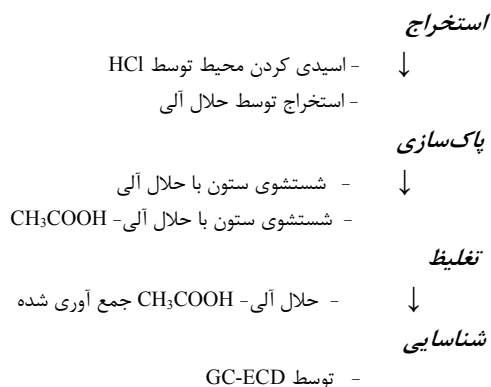 استخراج
- اسیدی کردن محیط توسط HCl
- استخراج توسط حلال آلی
پاک‌سازی
- شستشوی ستون با حلال آلی
- شستشوی ستون با حلال آلی- CH₃COOH
تغلیظ
- حلال آلی- CH₃COOH جمع آوری شده
شناسایی
- توسط GC-ECD